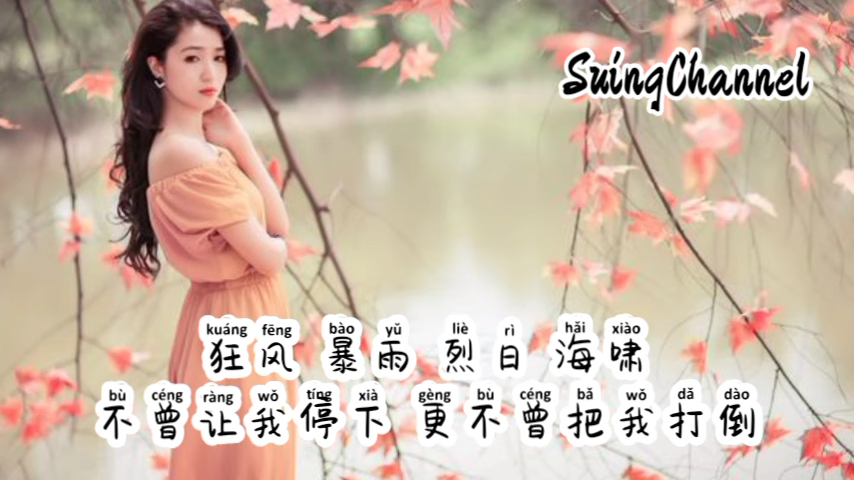 SuingChannel
kuáng fēng bào yǔ liè rì hǎi xiào
狂风 暴雨 烈日 海啸
bù céng ràng wǒ tíng xià gèng bù céng bǎ wǒ dǎ dào
不曾让我停下 更不曾把我打倒